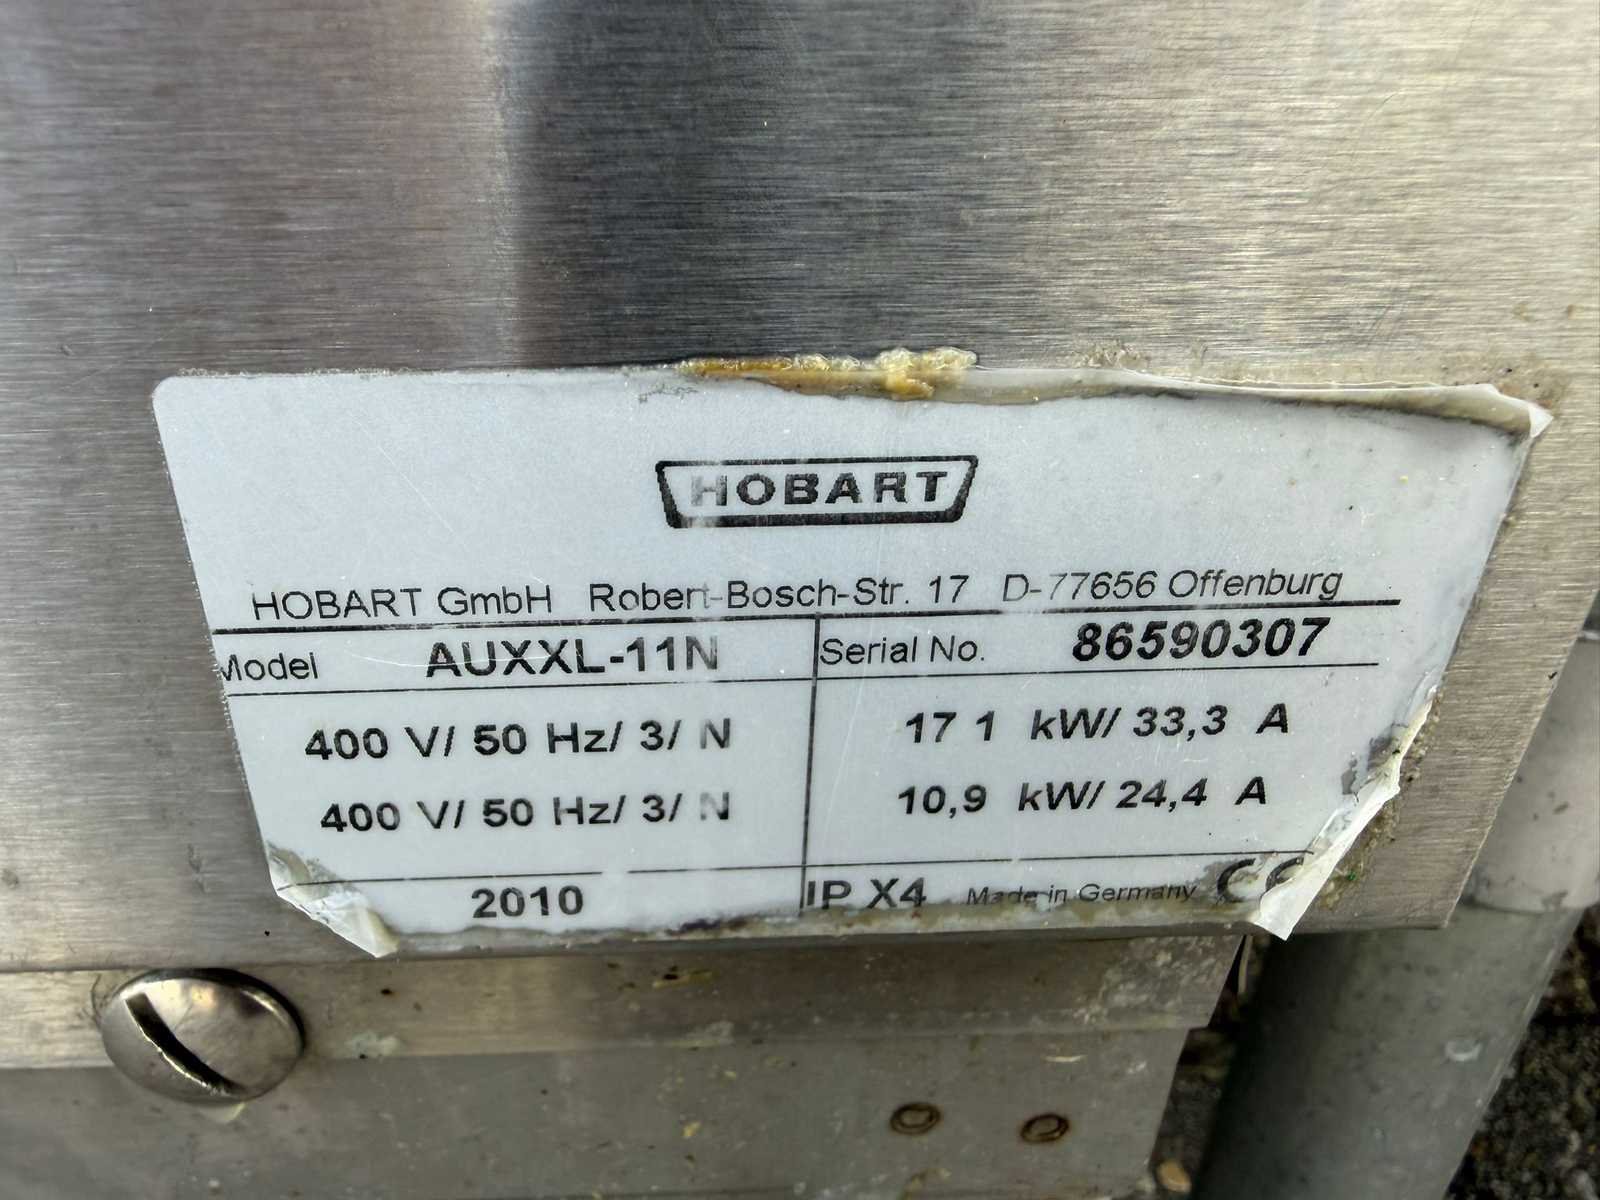 HOBART
HOBART GmbH Robert-Bosch-Str. 17 D-77656 Offenburg
Model AUXXL-11N Serial No. 86590307
400 V/ 50 Hz/ 3/ N 17 1 kW/ 33,3 A
400 V/ 50 Hz/ 3/ N 10,9 kW/ 24,4 A
2010 IP X4 Made in Germany CE